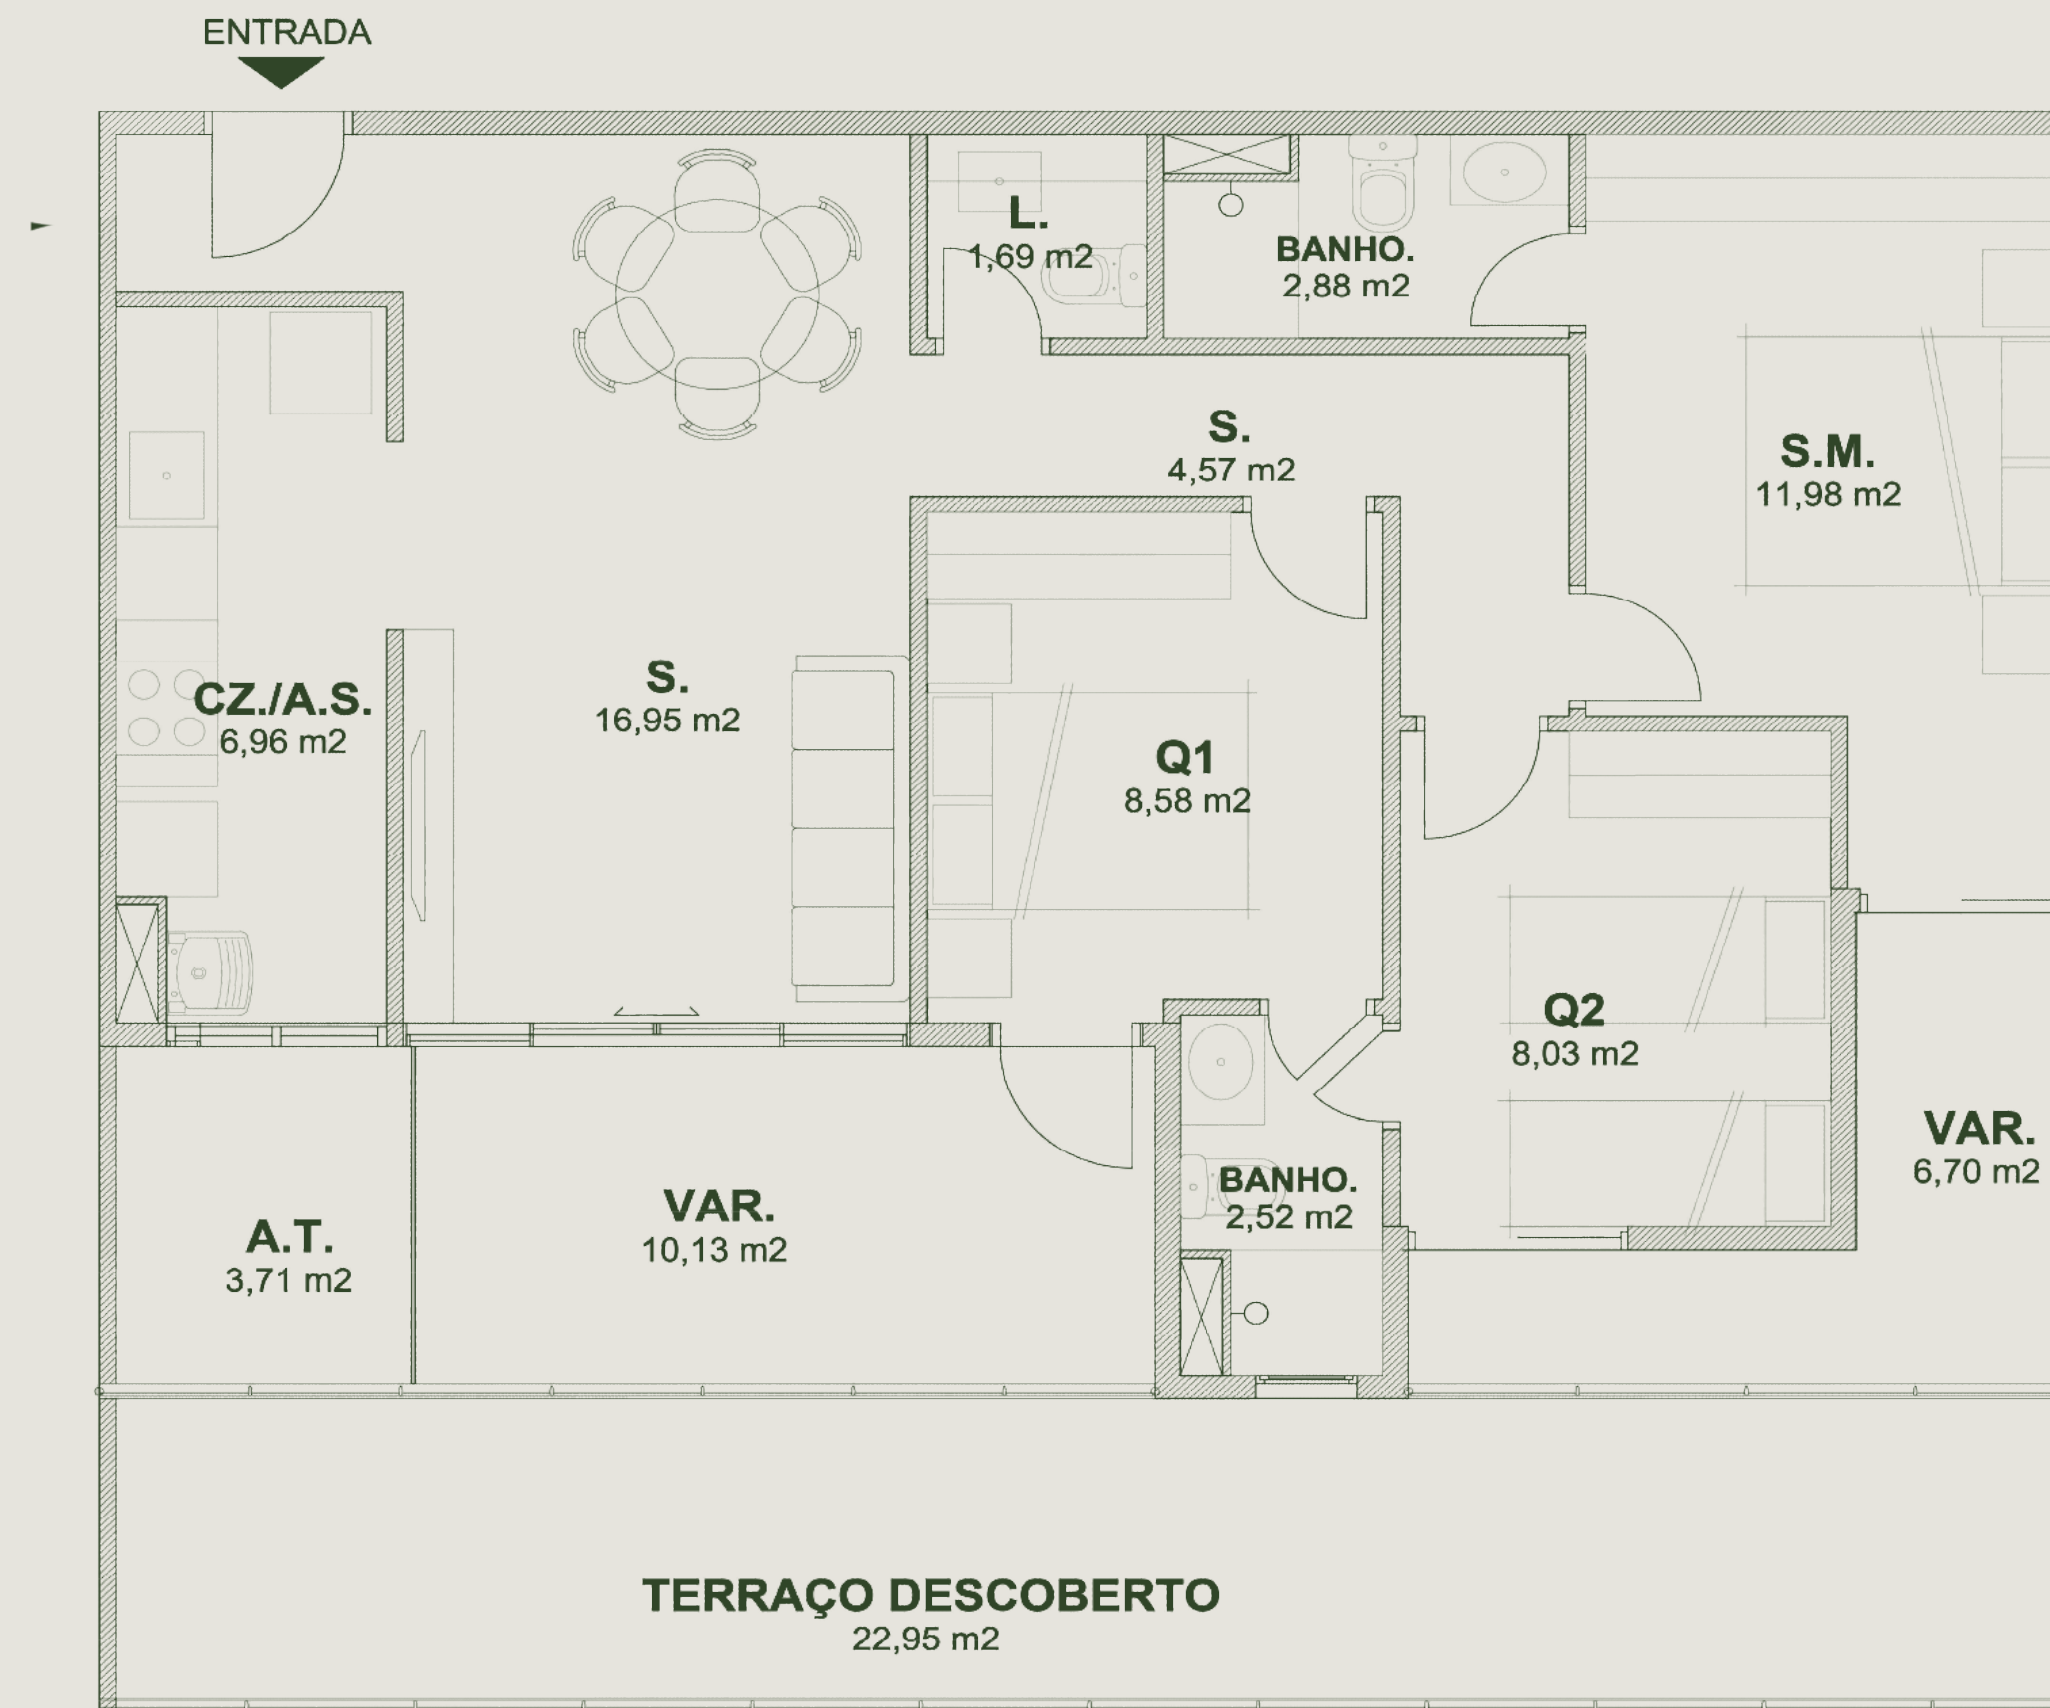 ENTRADA
L.
1,69 m2
BANHO.
2,88 m2
S.
4,57 m2
S.M.
11,98 m2
CZ./A.S.
6,96 m2
S.
16,95 m2
Q1
8,58 m2
Q2
8,03 m2
VAR.
6,70 m2
A.T.
3,71 m2
VAR.
10,13 m2
BANHO.
2,52 m2
TERRAÇO DESCOBERTO
22,95 m2